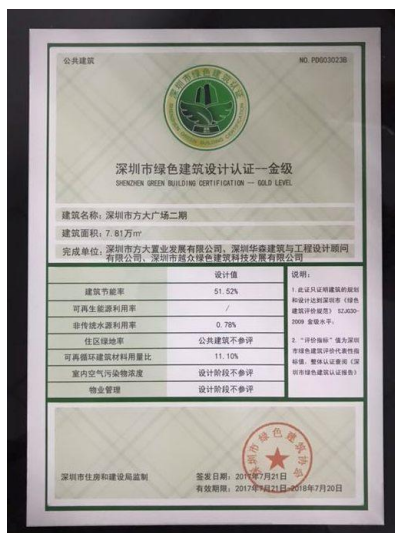 公共建筑
NO.PDG03023B
深圳市绿色建筑认证
SHENZHEN GREEN BUILDING CERTIFICATION
深圳市绿色建筑设计认证--金级
SHENZHEN GREEN BUILDING CERTIFICATION — GOLD LEVEL
建筑名称：深圳市方大广场二期
建筑面积：7.81万㎡
完成单位：深圳市方大置业发展有限公司、深圳华森建筑与工程设计顾问
有限公司、深圳市越众绿色建筑科技发展有限公司
设计值
建筑节能率 51.52%
可再生能源利用率 /
非传统水源利用率 0.78%
住区绿地率 公共建筑不参评
可再循环建筑材料用量比 11.10%
室内空气污染物浓度 设计阶段不参评
物业管理 设计阶段不参评
说明：
1.此证只证明建筑的规划
和设计达到深圳市《绿色
建筑评价规范》SZJG30-
2009 金级水平；
2."评价指标"值为深圳
市绿色建筑评价代表性指
标值，整体认证查阅《深
圳市绿色建筑认证报告》
深圳市绿色建筑协会
深圳市住房和建设局监制
签发日期：2017年7月21日
有效期限：2017年7月21日-2018年7月20日